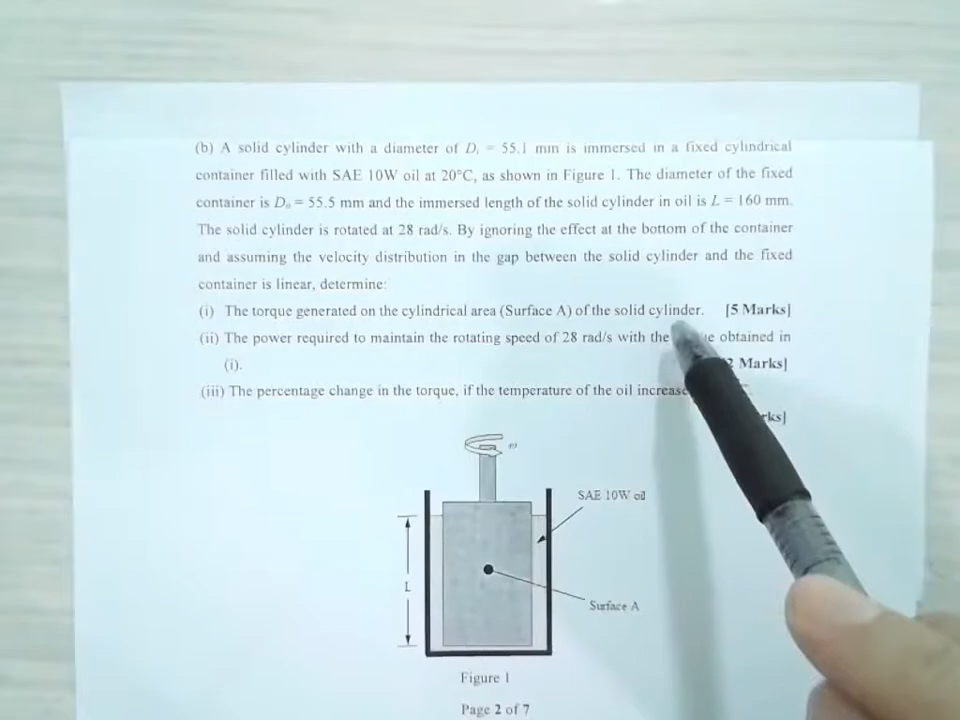 (b) A solid cylinder with a diameter of Dᵢ = 55.1 mm is immersed in a fixed cylindrical
container filled with SAE 10W oil at 20°C, as shown in Figure 1. The diameter of the fixed
container is Dₒ = 55.5 mm and the immersed length of the solid cylinder in oil is L = 160 mm.
The solid cylinder is rotated at 28 rad/s. By ignoring the effect at the bottom of the container
and assuming the velocity distribution in the gap between the solid cylinder and the fixed
container is linear, determine:
(i) The torque generated on the cylindrical area (Surface A) of the solid cylinder. [5 Marks]
(ii) The power required to maintain the rotating speed of 28 rad/s with the obtained in
(i). Marks]
(iii) The percentage change in the torque, if the temperature of the oil
ω
SAE 10W oil
L
Surface A
Figure 1
Page 2 of 7